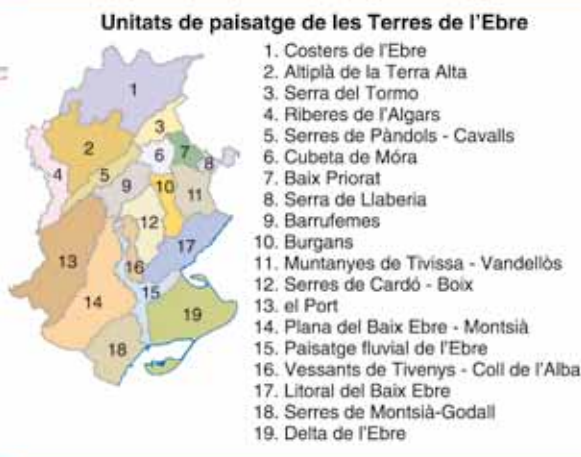 Unitats de paisatge de les Terres de l'Ebre
1. Costers de l'Ebre
2. Altiplà de la Terra Alta
3. Serra del Tormo
4. Riberes de l'Algars
5. Serres de Pàndols - Cavalls
6. Cubeta de Móra
7. Baix Priorat
8. Serra de Llaberia
9. Barrufemes
10. Burgans
11. Muntanyes de Tivissa - Vandellòs
12. Serres de Cardó - Boix
13. el Port
14. Plana del Baix Ebre - Montsià
15. Paisatge fluvial de l'Ebre
16. Vessants de Tivenys - Coll de l'Alba
17. Litoral del Baix Ebre
18. Serres de Montsià-Godall
19. Delta de l'Ebre
1
3
2
6
7
8
4
5
9
10
11
12
17
13
16
15
14
19
18